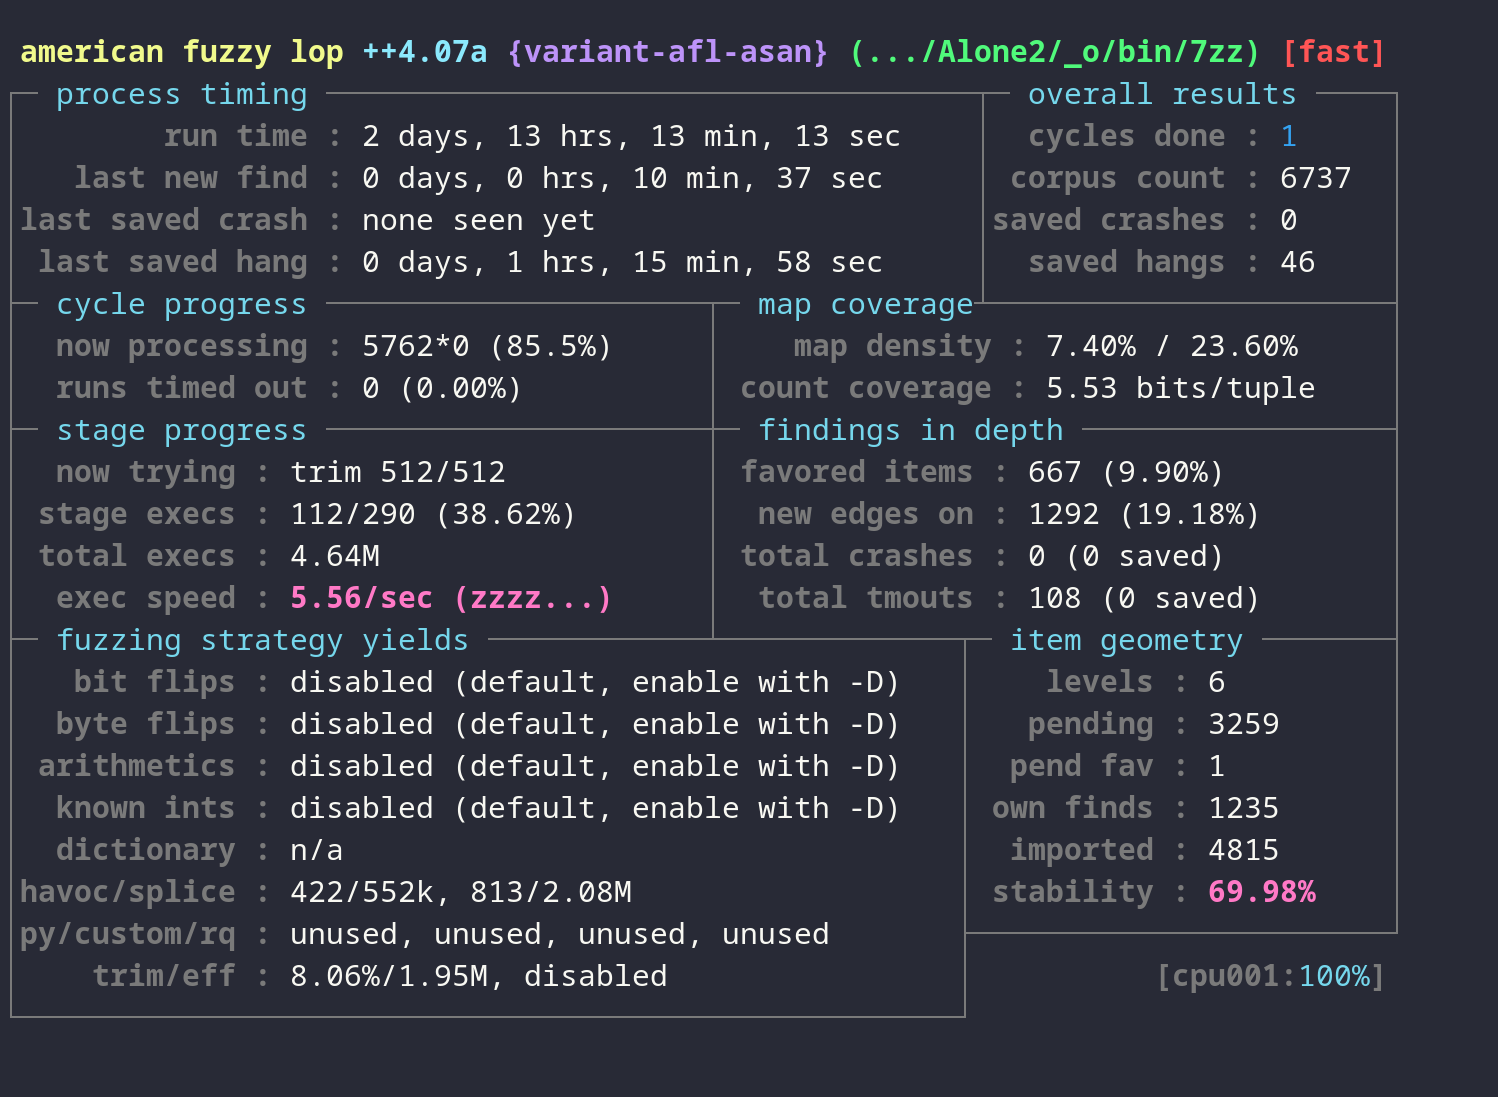 american fuzzy lop ++4.07a {variant-afl-asan} (.../Alone2/_o/bin/7zz) [fast]
process timing overall results
run time : 2 days, 13 hrs, 13 min, 13 sec cycles done : 1
last new find : 0 days, 0 hrs, 10 min, 37 sec corpus count : 6737
last saved crash : none seen yet saved crashes : 0
last saved hang : 0 days, 1 hrs, 15 min, 58 sec saved hangs : 46
cycle progress map coverage
now processing : 5762*0 (85.5%) map density : 7.40% / 23.60%
runs timed out : 0 (0.00%) count coverage : 5.53 bits/tuple
stage progress findings in depth
now trying : trim 512/512 favored items : 667 (9.90%)
stage execs : 112/290 (38.62%) new edges on : 1292 (19.18%)
total execs : 4.64M total crashes : 0 (0 saved)
exec speed : 5.56/sec (zzzz...) total tmouts : 108 (0 saved)
fuzzing strategy yields item geometry
bit flips : disabled (default, enable with -D) levels : 6
byte flips : disabled (default, enable with -D) pending : 3259
arithmetics : disabled (default, enable with -D) pend fav : 1
known ints : disabled (default, enable with -D) own finds : 1235
dictionary : n/a imported : 4815
havoc/splice : 422/552k, 813/2.08M stability : 69.98%
py/custom/rq : unused, unused, unused, unused
trim/eff : 8.06%/1.95M, disabled [cpu001:100%]